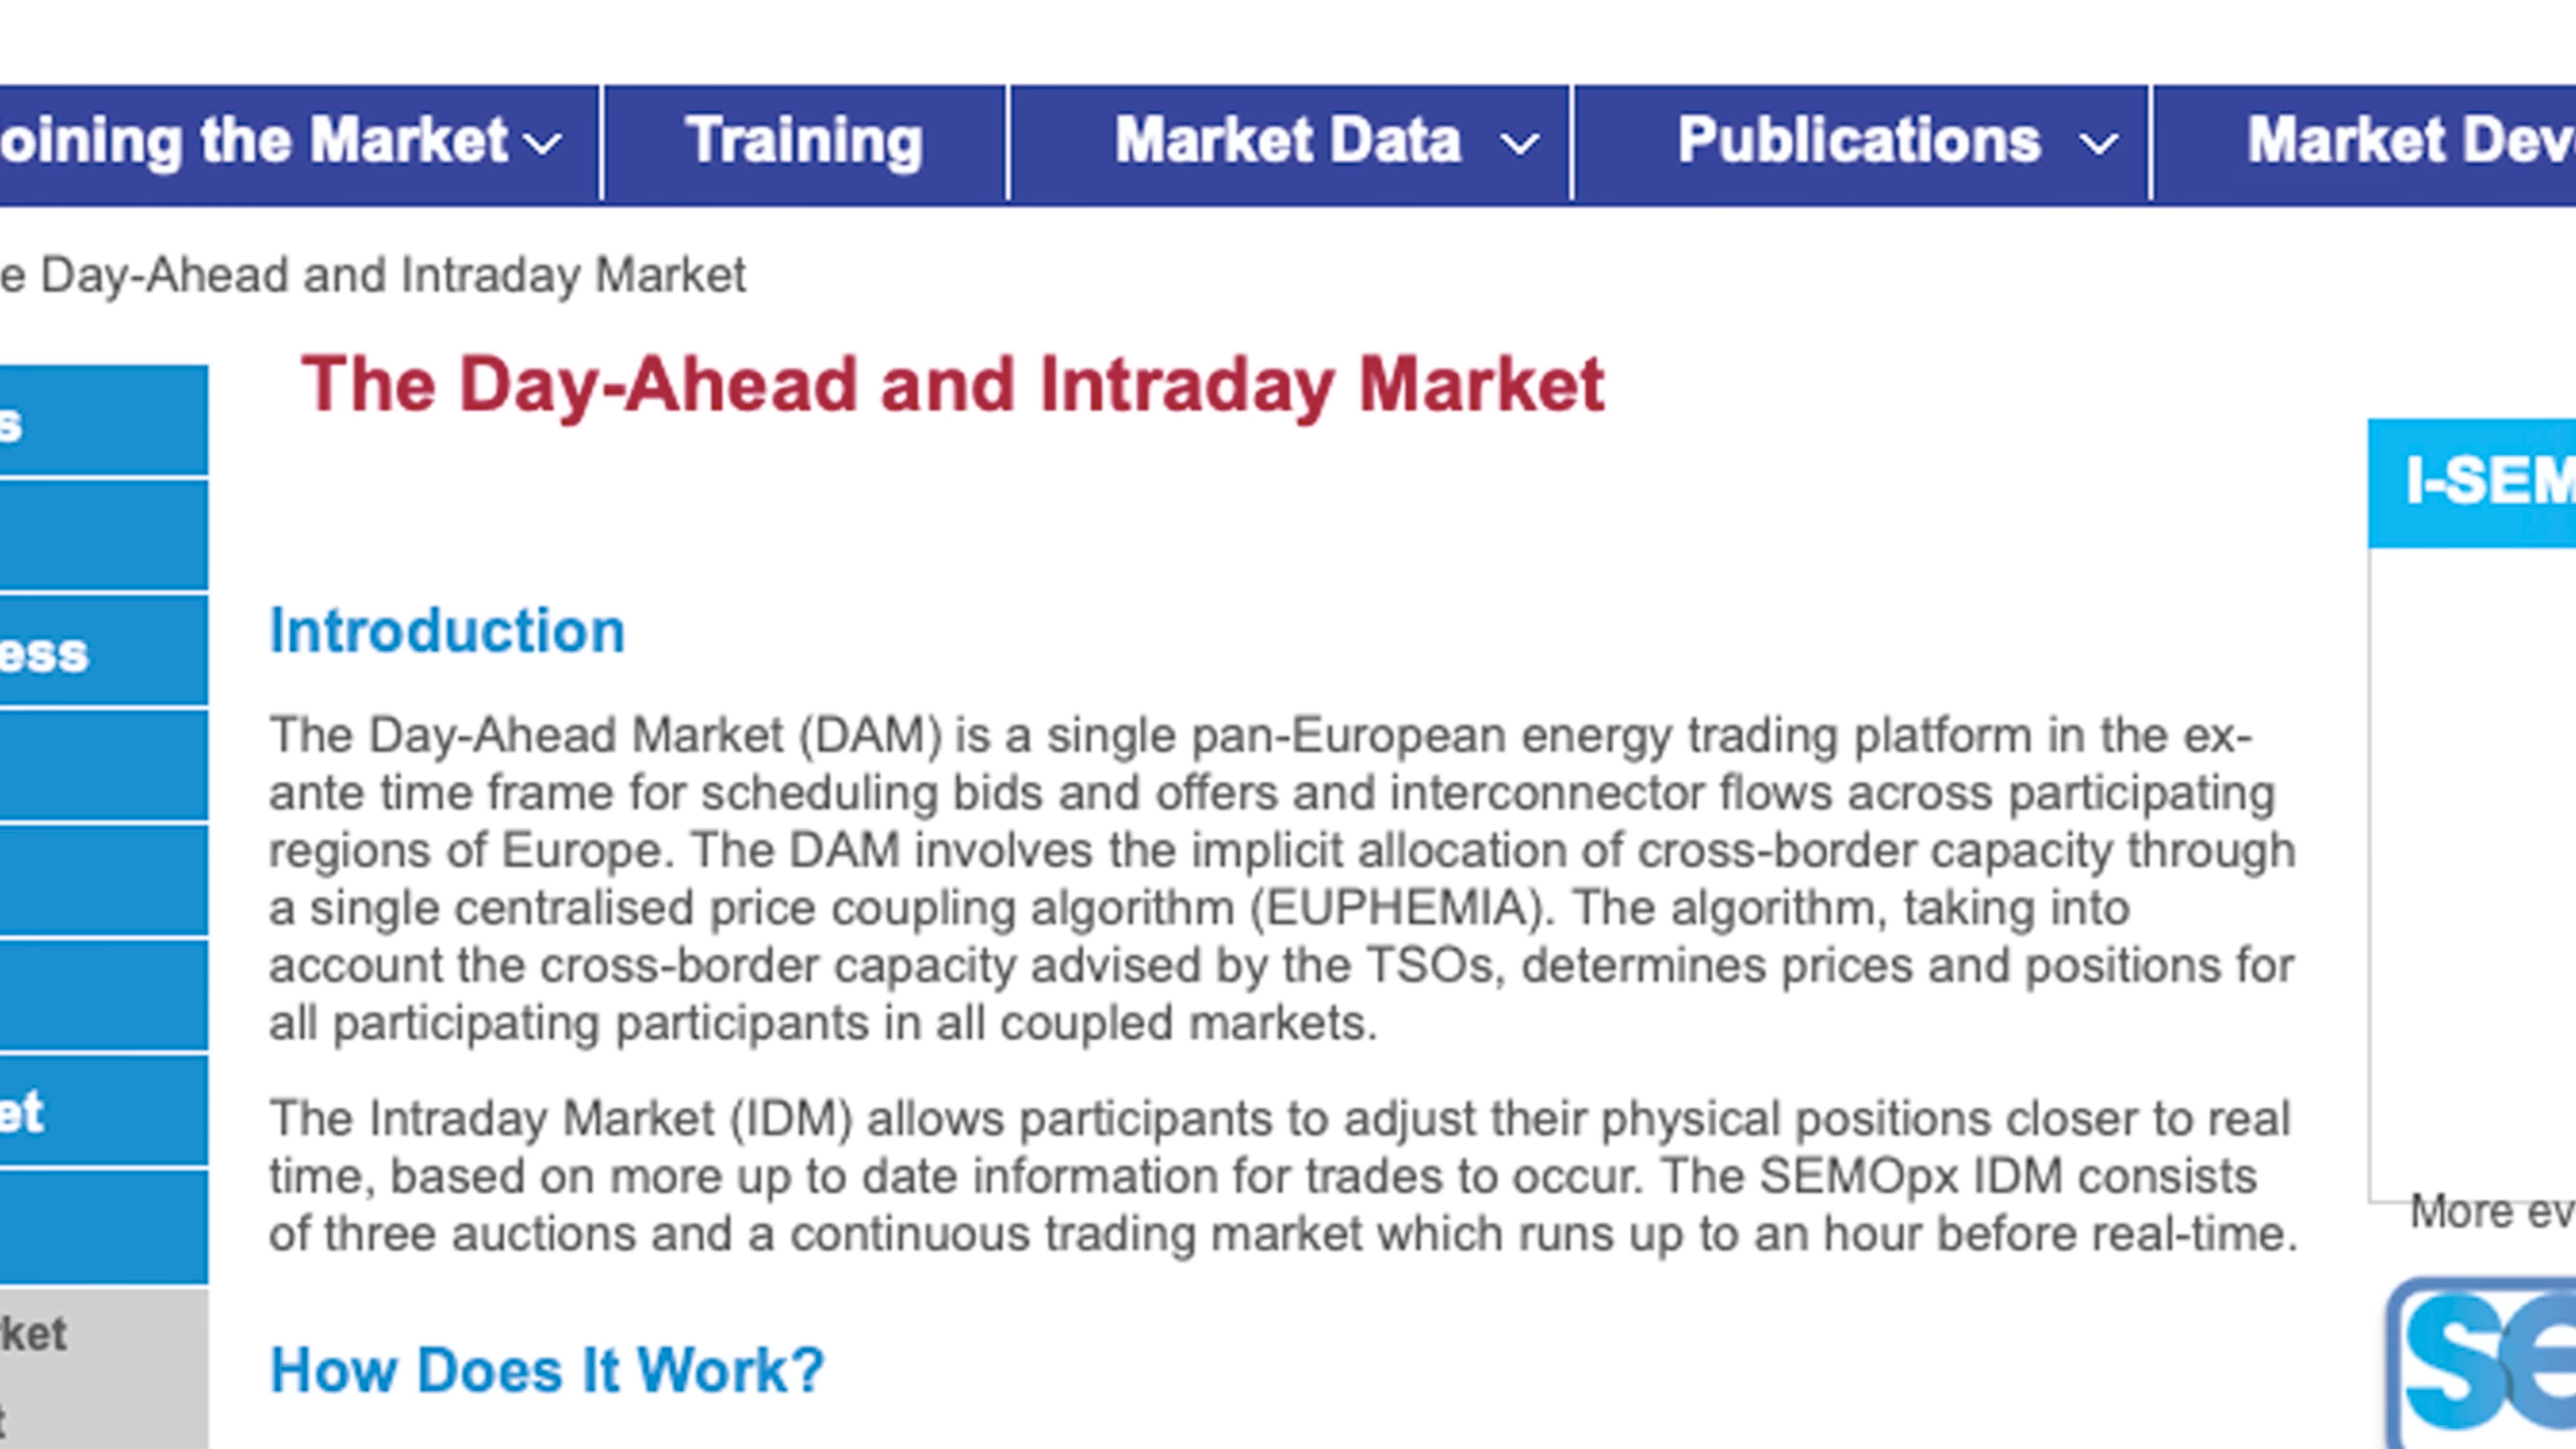 oining the Market
Training
Market Data
Publications
Market Dev
e Day-Ahead and Intraday Market
The Day-Ahead and Intraday Market
s
ess
et
ket
t
Introduction
The Day-Ahead Market (DAM) is a single pan-European energy trading platform in the ex-
ante time frame for scheduling bids and offers and interconnector flows across participating
regions of Europe. The DAM involves the implicit allocation of cross-border capacity through
a single centralised price coupling algorithm (EUPHEMIA). The algorithm, taking into
account the cross-border capacity advised by the TSOs, determines prices and positions for
all participating participants in all coupled markets.
The Intraday Market (IDM) allows participants to adjust their physical positions closer to real
time, based on more up to date information for trades to occur. The SEMOpx IDM consists
of three auctions and a continuous trading market which runs up to an hour before real-time.
How Does It Work?
I-SEM
More ev
se